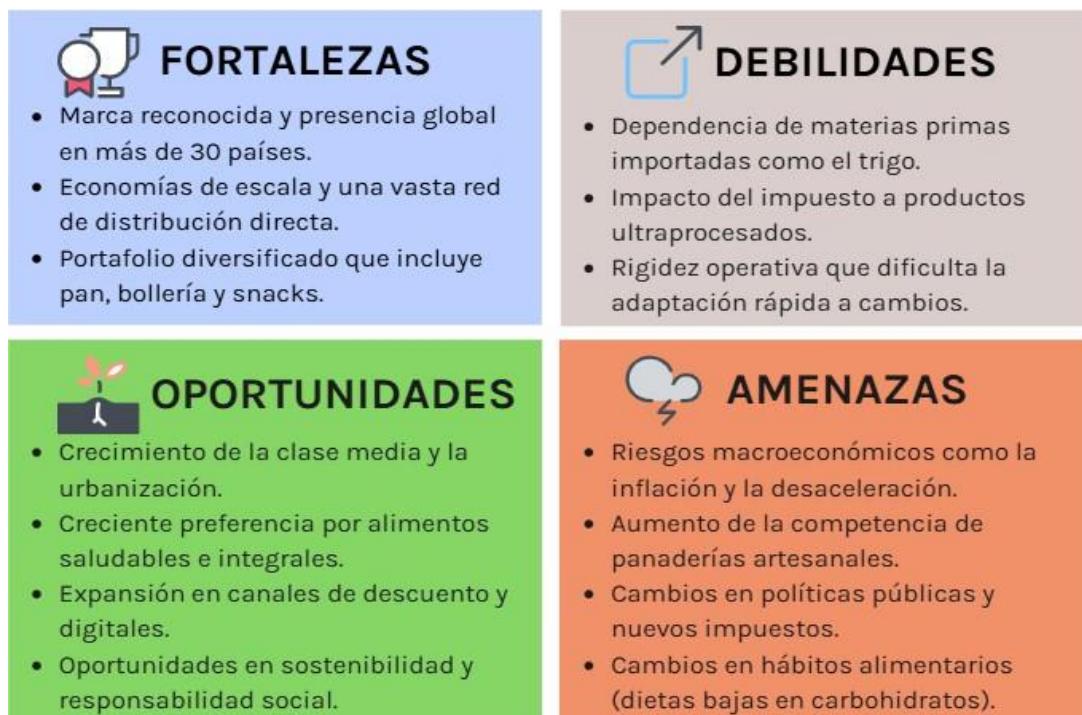 FORTALEZAS
• Marca reconocida y presencia global
en más de 30 países.
• Economías de escala y una vasta red
de distribución directa.
• Portafolio diversificado que incluye
pan, bollería y snacks.
DEBILIDADES
• Dependencia de materias primas
importadas como el trigo.
• Impacto del impuesto a productos
ultraprocesados.
• Rigidez operativa que dificulta la
adaptación rápida a cambios.
OPORTUNIDADES
• Crecimiento de la clase media y la
urbanización.
• Creciente preferencia por alimentos
saludables e integrales.
• Expansión en canales de descuento y
digitales.
• Oportunidades en sostenibilidad y
responsabilidad social.
AMENAZAS
• Riesgos macroeconómicos como la
inflación y la desaceleración.
• Aumento de la competencia de
panaderías artesanales.
• Cambios en políticas públicas y
nuevos impuestos.
• Cambios en hábitos alimentarios
(dietas bajas en carbohidratos).